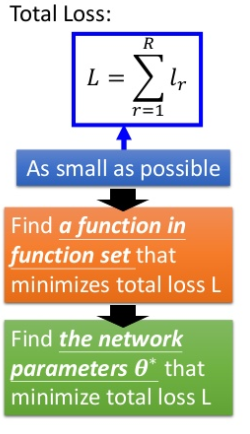 Total Loss:
L = \sum_{r=1}^{R} l_r
As small as possible
Find a function in
function set that
minimizes total loss L
Find the network
parameters θ* that
minimize total loss L